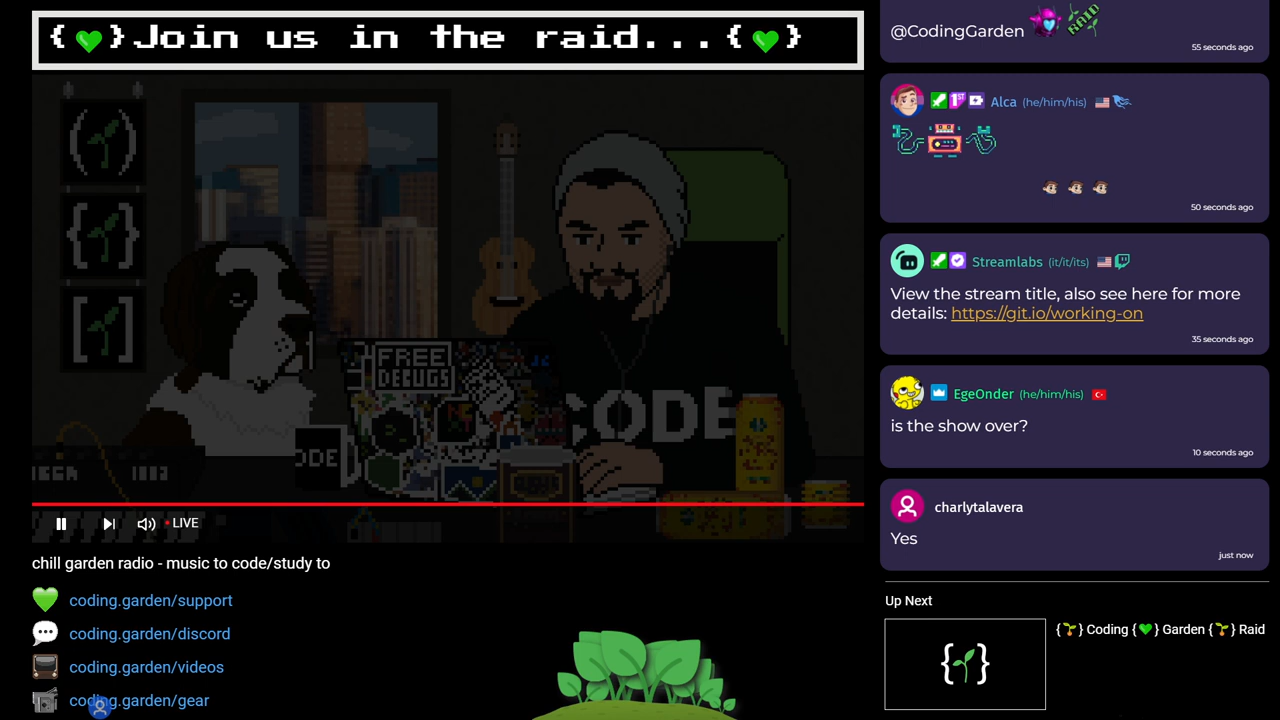 {💚}Join us in the raid...{💚}
FREE
DEBUGS
CODE
ODE
LIVE
chill garden radio - music to code/study to
coding.garden/support
coding.garden/discord
coding.garden/videos
coding.garden/gear
@CodingGarden
RAID
55 seconds ago
Alca (he/him/his)
50 seconds ago
Streamlabs (it/it/its)
View the stream title, also see here for more
details: https://git.io/working-on
35 seconds ago
EgeOnder (he/him/his)
is the show over?
10 seconds ago
charlytalavera
Yes
just now
Up Next
{🌱} Coding {💚} Garden {🌱} Raid